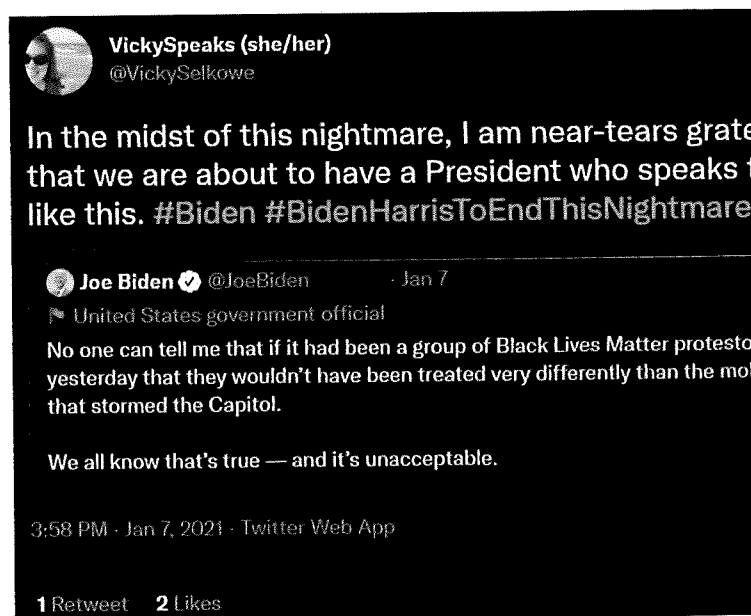 VickySpeaks (she/her)
@VickySelkowe
In the midst of this nightmare, I am near-tears
that we are about to have a President who speaks
like this. #Biden #BidenHarrisToEndThisNightmare
Joe Biden @JoeBiden · Jan 7
United States government official
No one can tell me that if it had been a group of Black Lives Matter
yesterday that they wouldn't have been treated very differently than the
that stormed the Capitol.
We all know that's true — and it's unacceptable.
3:58 PM · Jan 7, 2021 · Twitter Web App
1 Retweet 2 Likes